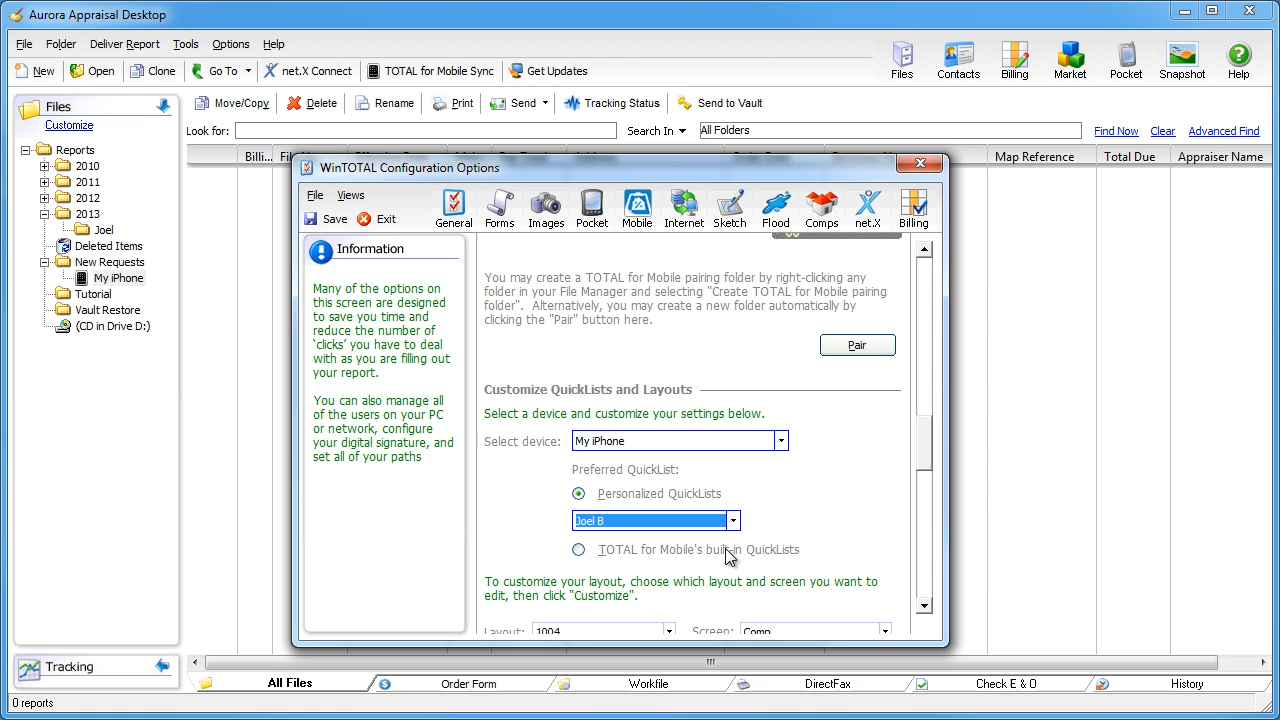 Aurora Appraisal Desktop
File Folder Deliver Report Tools Options Help
New Open Clone Go To net.X Connect TOTAL for Mobile Get Updates
Files Contacts Billing Market Pocket Snapshot Help
Files
Customize
Move/Copy Delete Rename Print Send Tracking Status Send to Vault
Look for: Search In All Folders Find Now Clear Advanced Find
Billi... Map Reference Total Due Appraiser Name
Reports
2010
2011
2012
2013
Joel
Deleted Items
New Requests
My iPhone
Tutorial
Vault Restore
(CD in Drive D:)
WinTOTAL Configuration Options
File Views
Save Exit
General Forms Images Pocket Mobile Internet Sketch Flood Comps net.X Billing
Information
Many of the options
on this screen are designed
to save you time and
reduce the number of
'clicks' you have to deal
with as you are filling out
your report.
You can also manage all
of the users on your PC
or network, configure
your digital signature, and
set all of your paths
You may create a TOTAL for Mobile pairing folder by right-clicking any
folder in your File Manager and selecting "Create TOTAL for Mobile pairing
folder". Alternatively, you may create a new folder automatically by
clicking the "Pair" button here.
Pair
Customize QuickLists and Layouts
Select a device and customize your settings below.
Select device: My iPhone
Preferred QuickList:
Personalized QuickLists
Joel B
TOTAL for Mobile's built-in QuickLists
To customize your layout, choose which layout and screen you want to
edit, then click "Customize".
Layout: 1004 Screen: Comp
Tracking
All Files Order Form Workfile DirectFax Check E & O History
0 reports